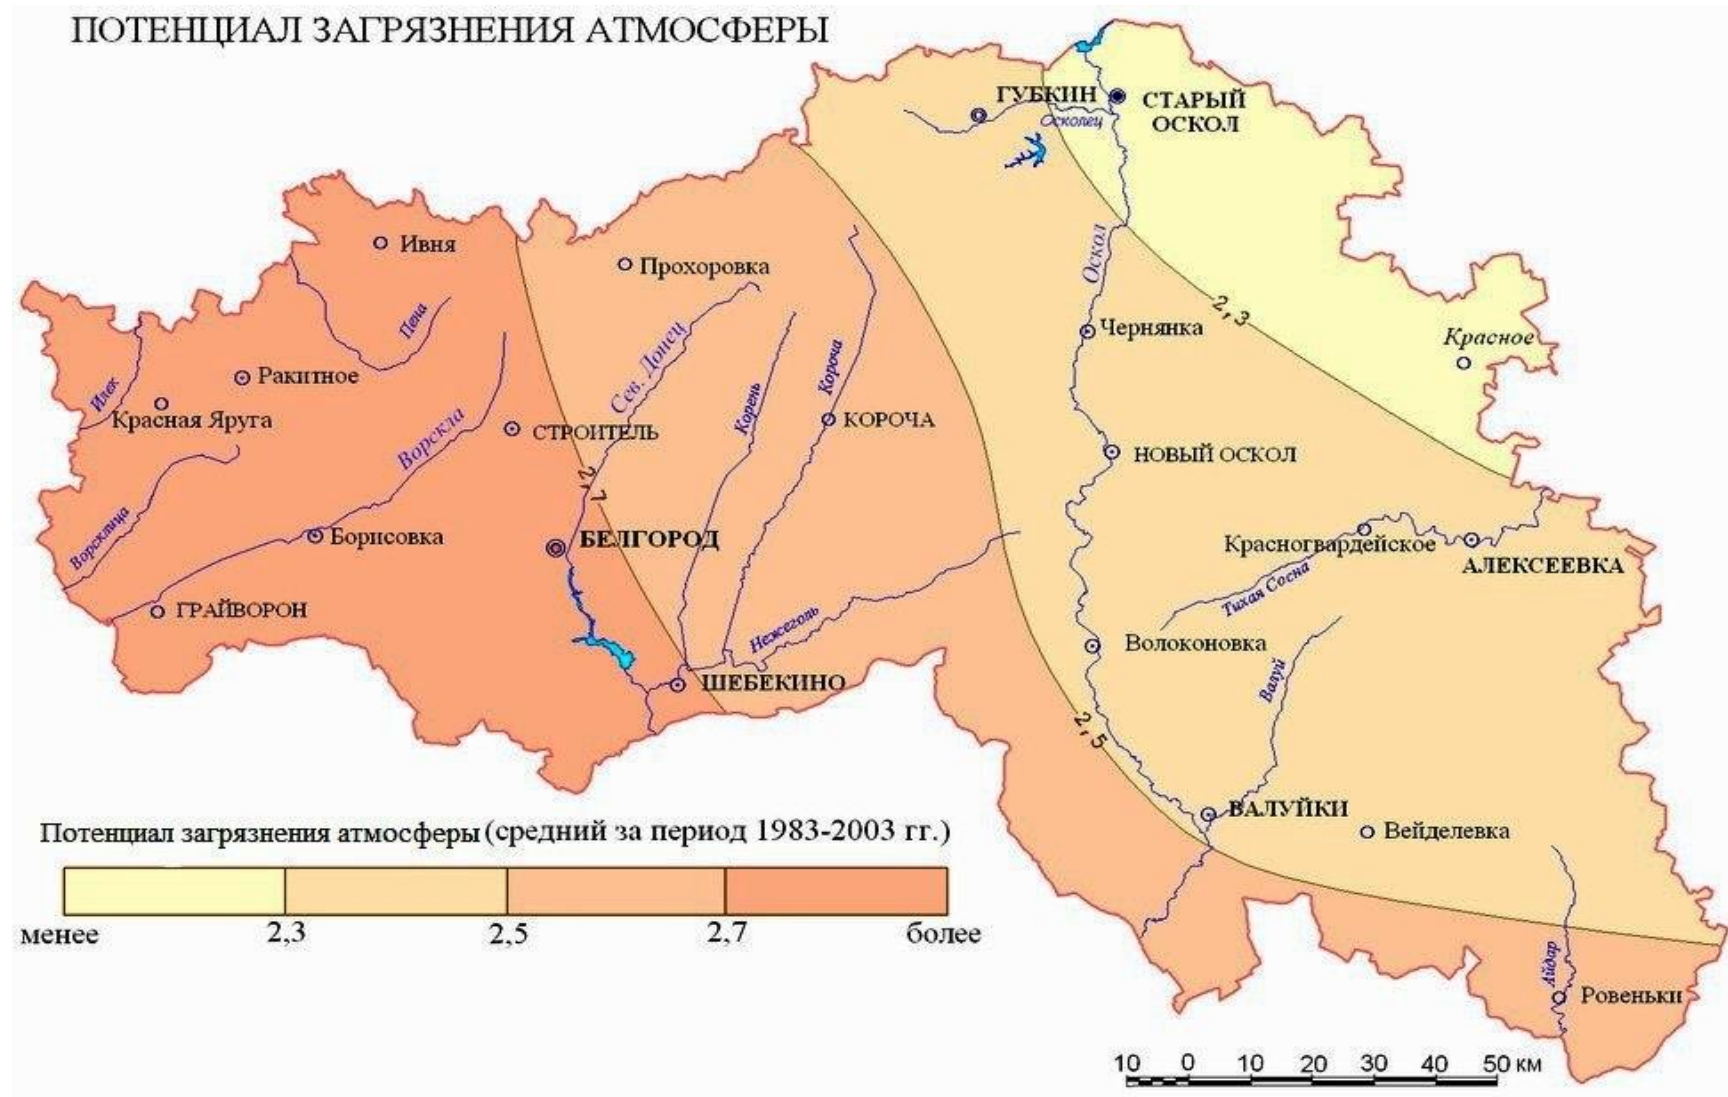 ПОТЕНЦИАЛ ЗАГРЯЗНЕНИЯ АТМОСФЕРЫ
ГУБКИН
СТАРЫЙ
ОСКОЛ
Осколец
Ивня
Прохоровка
Оскол
Пена
2,3
Чернянка
Красное
Сев. Донец
Короча
Илек
Ракитное
Корень
Красная Яруга
КОРОЧА
Ворскла
СТРОИТЕЛЬ
НОВЫЙ ОСКОЛ
2,7
Ворсклица
Борисовка
БЕЛГОРОД
Красногвардейское
АЛЕКСЕЕВКА
Тихая Сосна
ГРАЙВОРОН
Нежеголь
Волоконовка
Валуй
ШЕБЕКИНО
2,5
ВАЛУЙКИ
Вейделевка
Потенциал загрязнения атмосферы (средний за период 1983-2003 гг.)
менее 2,3 2,5 2,7 более
Айдар
Ровеньки
10 0 10 20 30 40 50 км